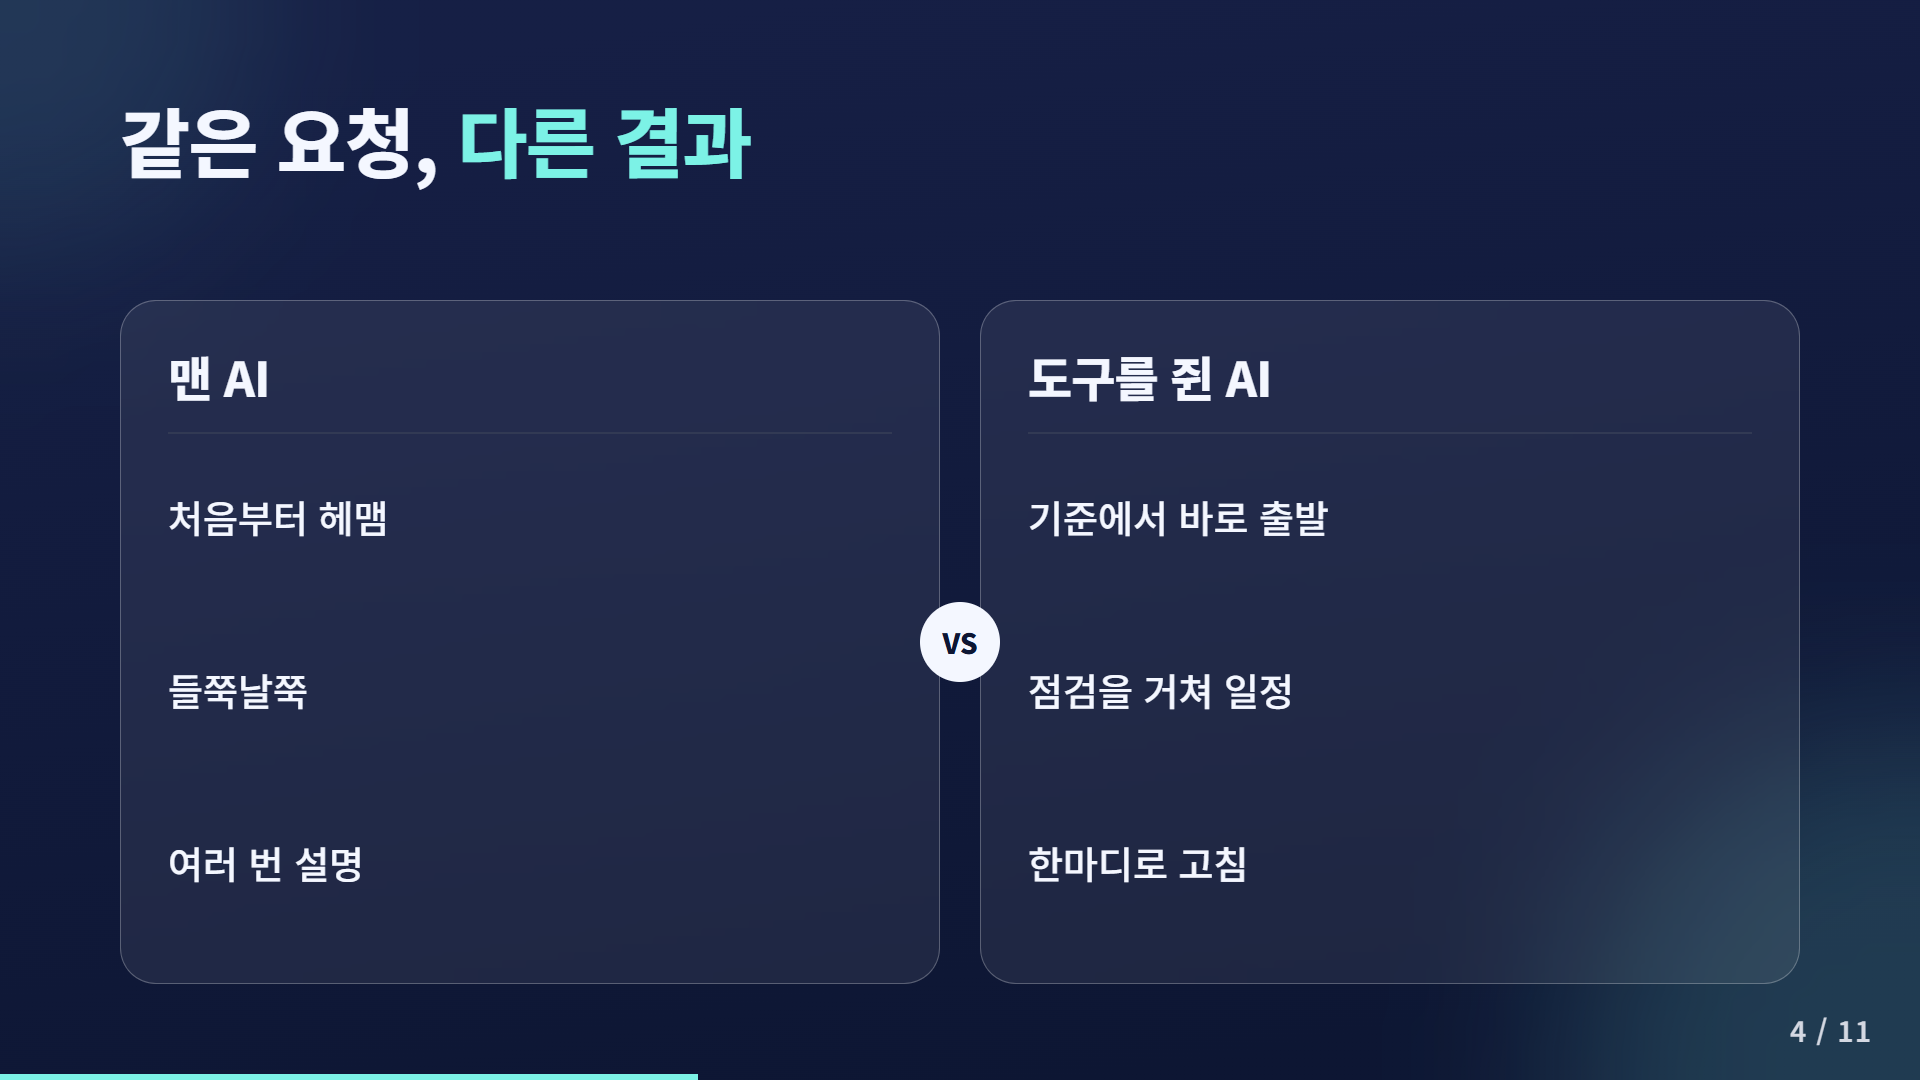 같은 요청, 다른 결과
맨 AI
처음부터 헤맴
들쭉날쭉
여러 번 설명
VS
도구를 쥔 AI
기준에서 바로 출발
점검을 거쳐 일정
한마디로 고침
4 / 11